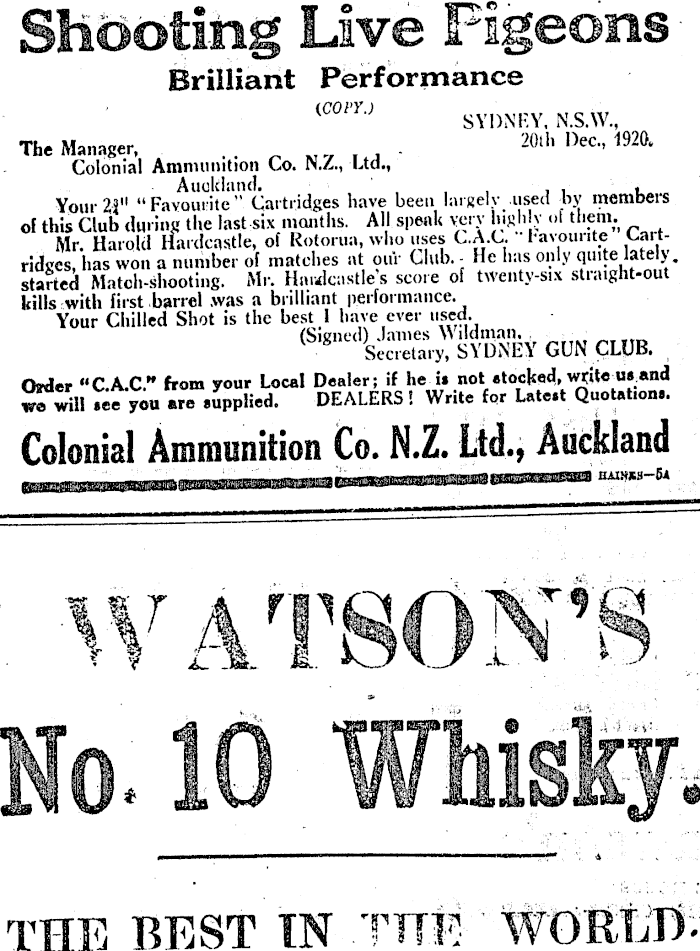 Shooting Live Pigeons
Brilliant Performance
(COPY.)
SYDNEY, N.S.W.,
20th Dec., 1920.
The Manager,
Colonial Ammunition Co. N.Z., Ltd.,
Auckland.
Your 2¾" "Favourite" Cartridges have been largely used by members
of this Club during the last six months. All speak very highly of them.
Mr. Harold Hardcastle, of Rotorua, who uses C.A.C. "Favourite" Cart-
ridges, has won a number of matches at our Club. He has only quite lately
started Match-shooting. Mr. Hardcastle's score of twenty-six straight-out
kills with first barrel was a brilliant performance.
Your Chilled Shot is the best I have ever used.
(Signed) James Wildman,
Secretary, SYDNEY GUN CLUB.
Order "C.A.C." from your Local Dealer; if he is not stocked, write us and
we will see you are supplied. DEALERS! Write for Latest Quotations.
Colonial Ammunition Co. N.Z. Ltd., Auckland
HAINES—5A
WATSON'S
No. 10 Whisky.
THE BEST IN THE WORLD.